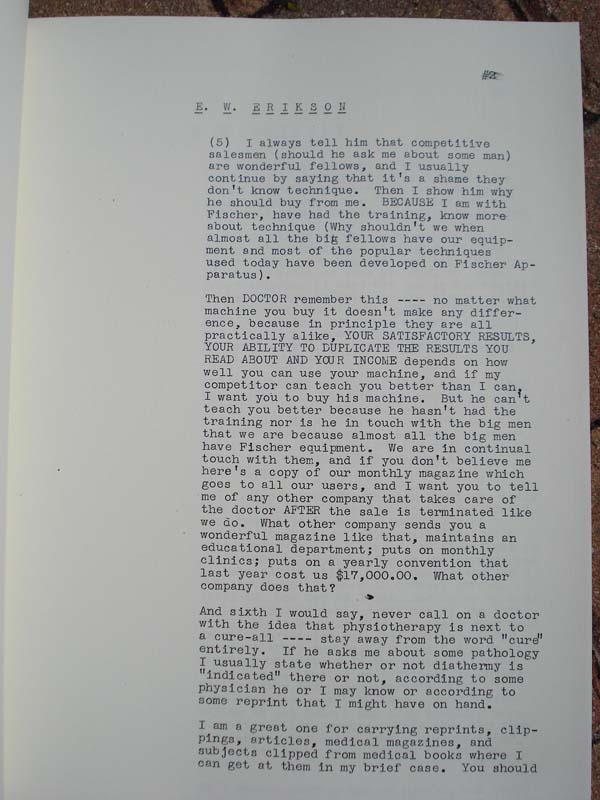 #2
E. W. ERIKSON
(5) I always tell him that competitive
salesmen (should he ask me about some man)
are wonderful fellows, and I usually
continue by saying that it's a shame they
don't know technique. Then I show him why
he should buy from me. BECAUSE I am with
Fischer, have had the training, know more
about technique (Why shouldn't we when
almost all the big fellows have our equip-
ment and most of the popular techniques
used today have been developed on Fischer Ap-
paratus).
Then DOCTOR remember this ---- no matter what
machine you buy it doesn't make any differ-
ence, because in principle they are all
practically alike, YOUR SATISFACTORY RESULTS,
YOUR ABILITY TO DUPLICATE THE RESULTS YOU
READ ABOUT AND YOUR INCOME depends on how
well you can use your machine, and if my
competitor can teach you better than I can,
I want you to buy his machine. But he can't
teach you better because he hasn't had the
training nor is he in touch with the big men
that we are because almost all the big men
have Fischer equipment. We are in continual
touch with them, and if you don't believe me
here's a copy of our monthly magazine which
goes to all our users, and I want you to tell
me of any other company that takes care of
the doctor AFTER the sale is terminated like
we do. What other company sends you a
wonderful magazine like that, maintains an
educational department; puts on monthly
clinics; puts on a yearly convention that
last year cost us $17,000.00. What other
company does that?
And sixth I would say, never call on a doctor
with the idea that physiotherapy is next to
a cure-all ---- stay away from the word "cure"
entirely. If he asks me about some pathology
I usually state whether or not diathermy is
"indicated" there or not, according to some
physician he or I may know or according to
some reprint that I might have on hand.
I am a great one for carrying reprints, clip-
pings, articles, medical magazines, and
subjects clipped from medical books where I
can get at them in my brief case. You should